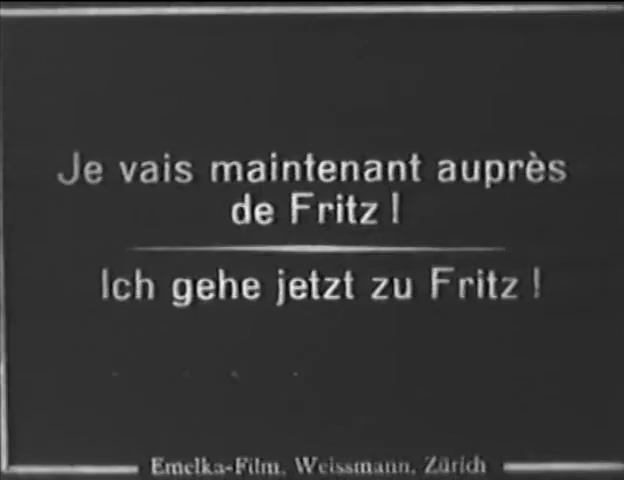 Je vais maintenant auprès
de Fritz !
Ich gehe jetzt zu Fritz !
Emelka-Film, Weissmann, Zürich